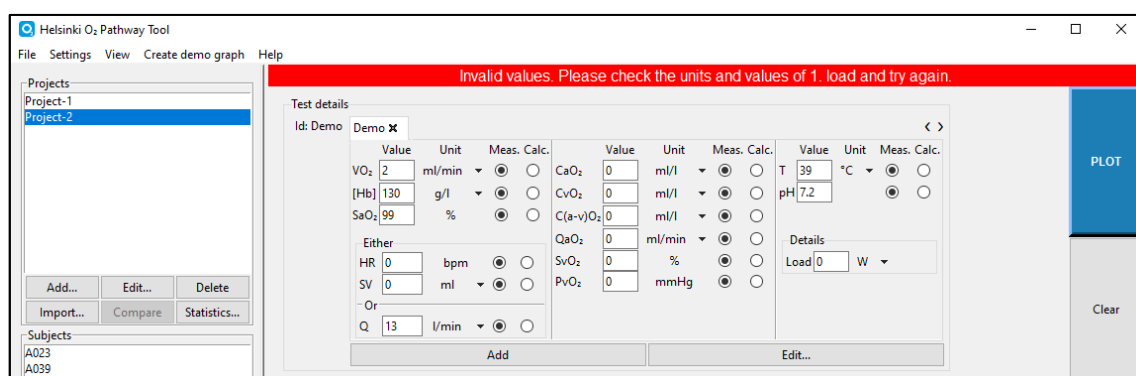 Helsinki O₂ Pathway Tool
File Settings View Create demo graph Help
Invalid values. Please check the units and values of 1. load and try again.
Projects
Project-1
Project-2
Add... Edit... Delete
Import... Compare Statistics...
Subjects
A023
A039
Test details
Id: Demo Demo
Value Unit Meas. Calc.
VO₂ 2 ml/min
[Hb] 130 g/l
SaO₂ 99 %
Either
HR 0 bpm
SV 0 ml
Or
Q 13 l/min
Value Unit Meas. Calc.
CaO₂ 0 ml/l
CvO₂ 0 ml/l
C(a-v)O₂ 0 ml/l
QaO₂ 0 ml/min
SvO₂ 0 %
PvO₂ 0 mmHg
Value Unit Meas. Calc.
T 39 °C
pH 7.2
Details
Load 0 W
Add Edit...
PLOT
Clear